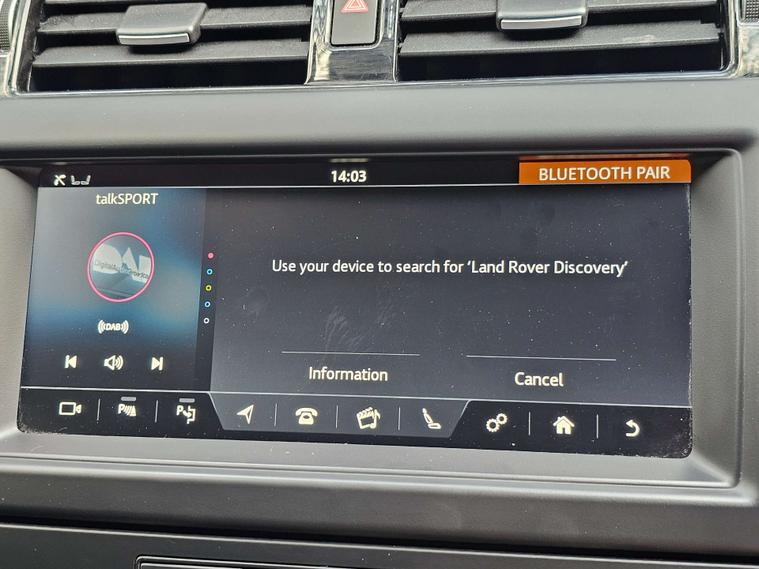 14:03
BLUETOOTH PAIR
talkSPORT
Use your device to search for 'Land Rover Discovery'
DAB
Information
Cancel